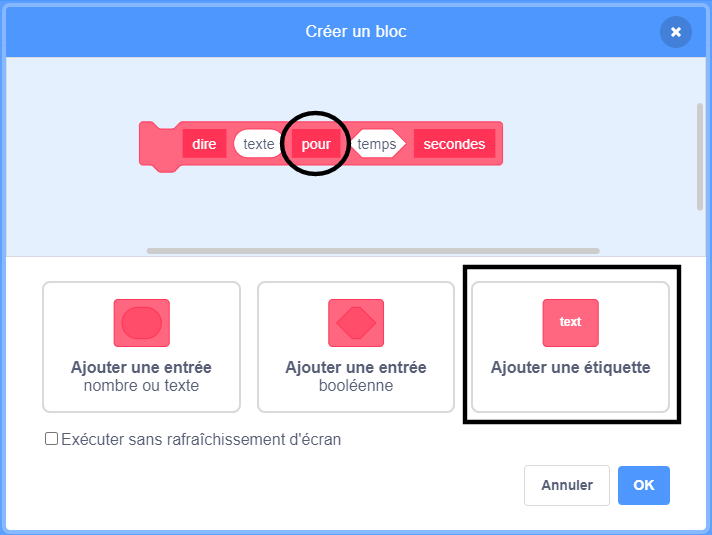 Créer un bloc
dire texte pour temps secondes
text
Ajouter une entrée
nombre ou texte
Ajouter une entrée
booléenne
Ajouter une étiquette
Exécuter sans rafraîchissement d'écran
Annuler
OK